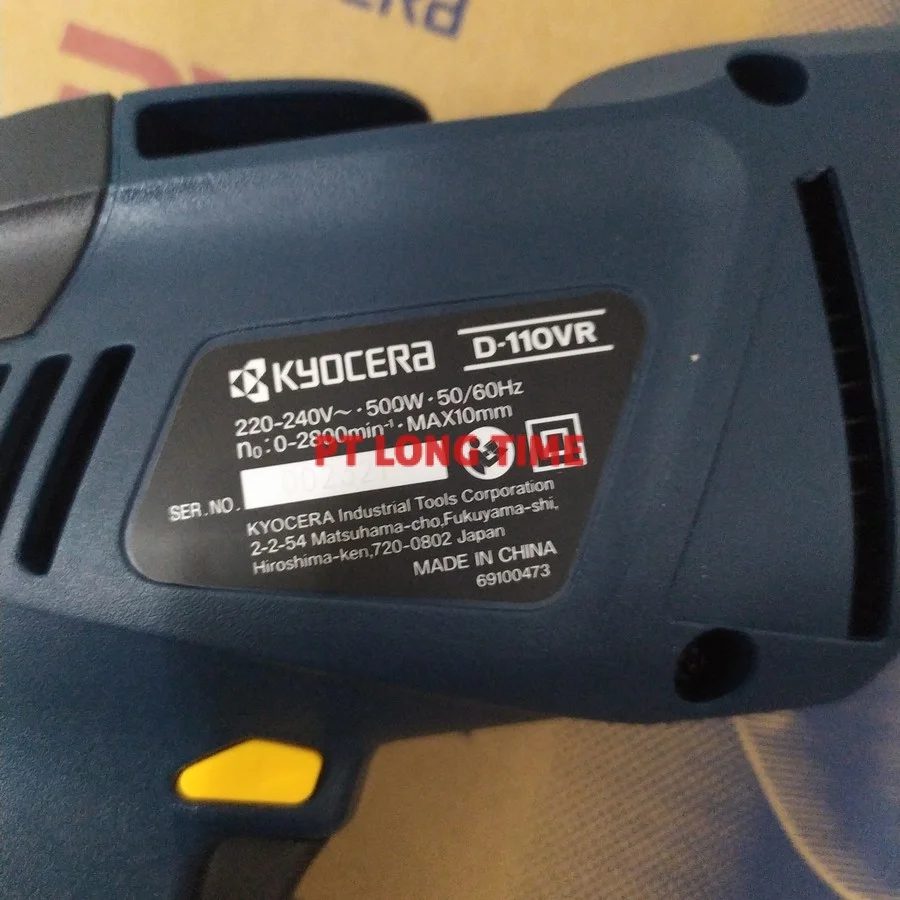 KYOCERA D-110VR
220-240V～·500W·50/60Hz
n₀:0-2800min⁻¹·MAX10mm
PT LONG TIME
SER.NO.
KYOCERA Industrial Tools Corporation
2-2-54 Matsuhama-cho,Fukuyama-shi,
Hiroshima-ken,720-0802 Japan
MADE IN CHINA
69100473